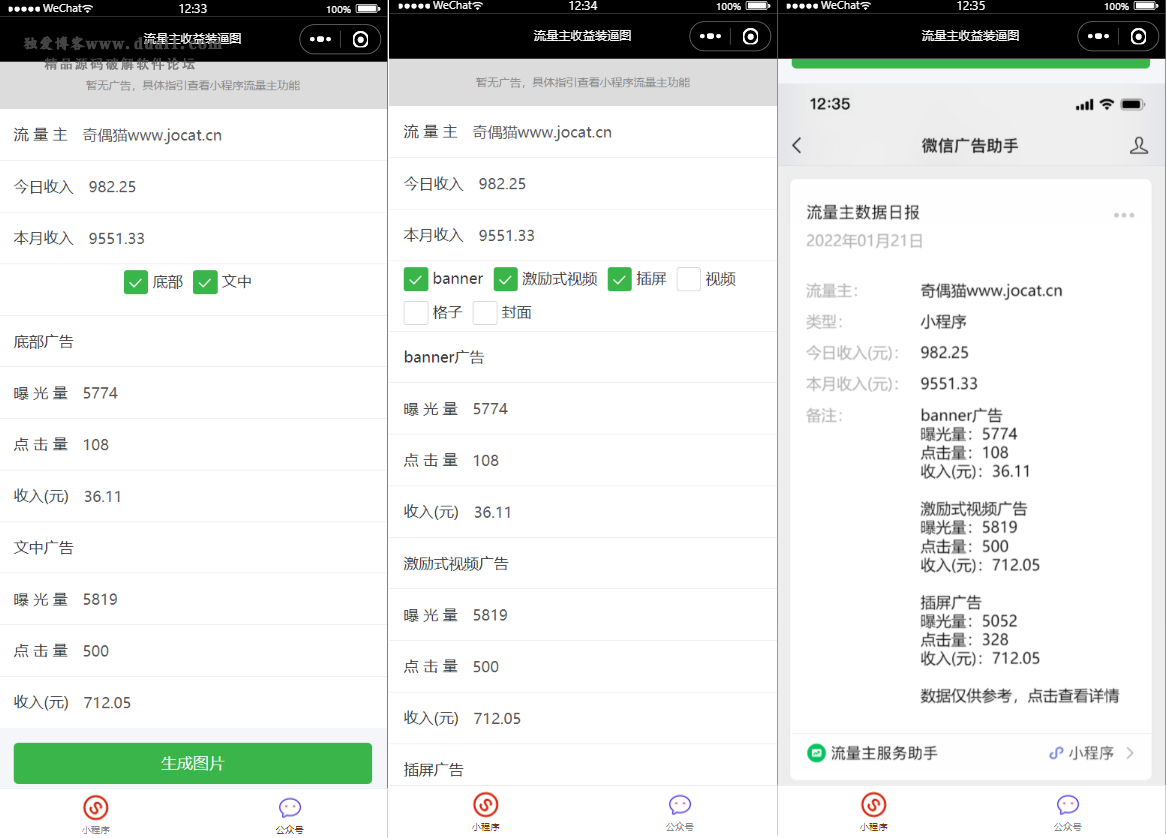 WeChat
12:33
100%
流量主收益装逼图
独爱博客www.duaii.com
精品源码破解软件论坛
暂无广告，具体指引查看小程序流量主功能
流 量 主 奇偶猫www.jocat.cn
今日收入 982.25
本月收入 9551.33
底部 文中
底部广告
曝 光 量 5774
点 击 量 108
收入(元) 36.11
文中广告
曝 光 量 5819
点 击 量 500
收入(元) 712.05
生成图片
小程序 公众号
WeChat
12:34
100%
流量主收益装逼图
暂无广告，具体指引查看小程序流量主功能
流 量 主 奇偶猫www.jocat.cn
今日收入 982.25
本月收入 9551.33
banner 激励式视频 插屏 视频
格子 封面
banner广告
曝 光 量 5774
点 击 量 108
收入(元) 36.11
激励式视频广告
曝 光 量 5819
点 击 量 500
收入(元) 712.05
插屏广告
小程序 公众号
WeChat
12:35
100%
流量主收益装逼图
12:35
微信广告助手
流量主数据日报
2022年01月21日
流量主： 奇偶猫www.jocat.cn
类型： 小程序
今日收入(元)： 982.25
本月收入(元)： 9551.33
备注： banner广告
曝光量：5774
点击量：108
收入(元)：36.11
激励式视频广告
曝光量：5819
点击量：500
收入(元)：712.05
插屏广告
曝光量：5052
点击量：328
收入(元)：712.05
数据仅供参考，点击查看详情
流量主服务助手 小程序
小程序 公众号